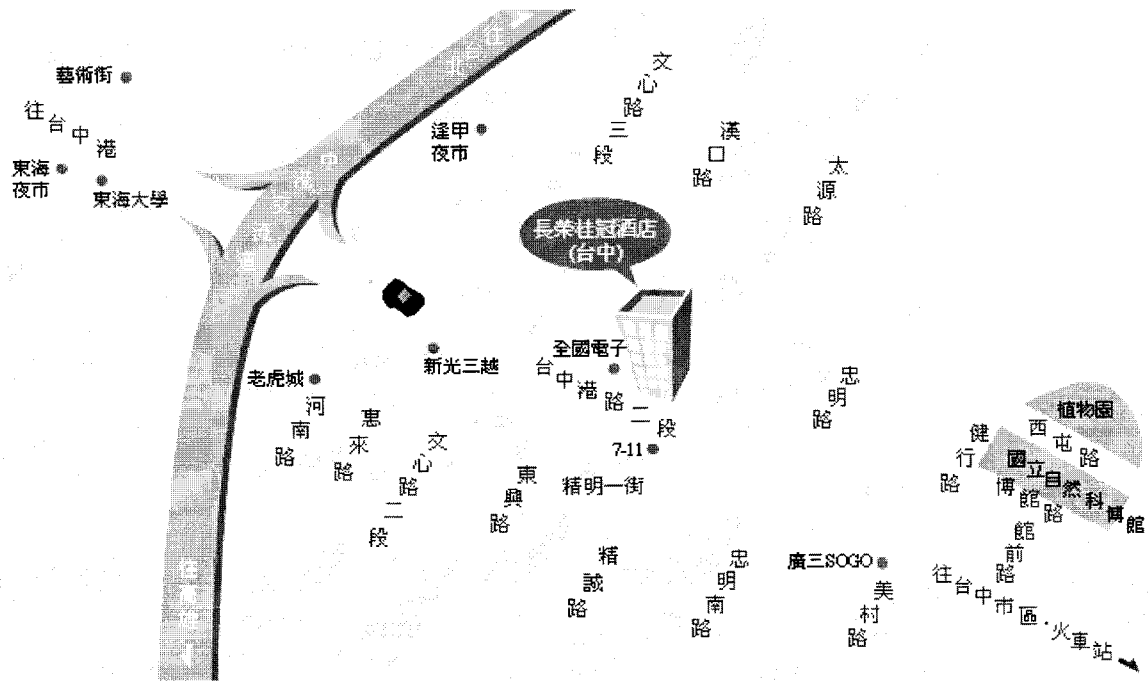 藝術街
往台中港
東海
夜市
東海大學
逢甲
夜市
文心路三段
漢口路
太源路
長榮桂冠酒店
(台中)
新光三越
老虎城
全國電子
台中港路二段
7-11
精明一街
河南路
惠來路
文心路二段
東興路
精誠路
忠明南路
忠明路
廣三SOGO
美村路
植物園
西屯路
健行路
國立自然科博館
博館路
館前路
往台中市區·火車站